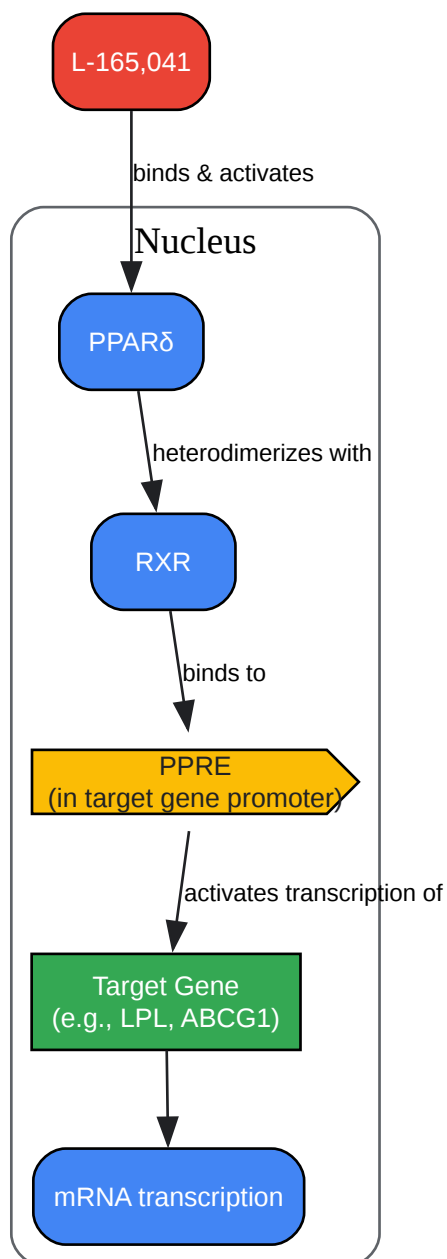 L-165,041
binds & activates
Nucleus
PPARδ
heterodimerizes with
RXR
binds to
PPRE
(in target gene promoter)
activates transcription of
Target Gene
(e.g., LPL, ABCG1)
mRNA transcription